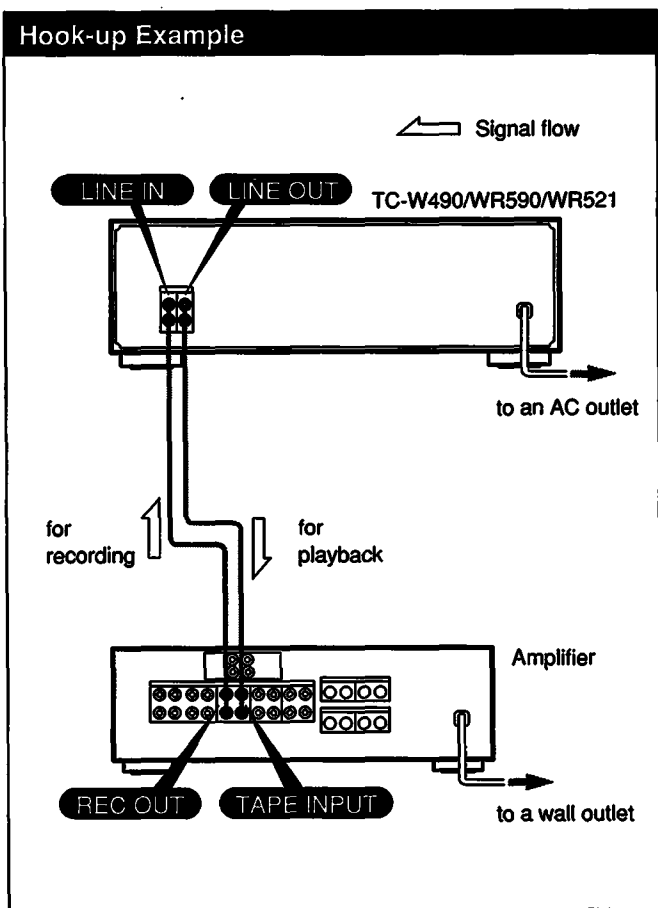 Hook-up Example
Signal flow
LINE IN
LINE OUT
TC-W490/WR590/WR521
to an AC outlet
for
recording
for
playback
Amplifier
REC OUT
TAPE INPUT
to a wall outlet